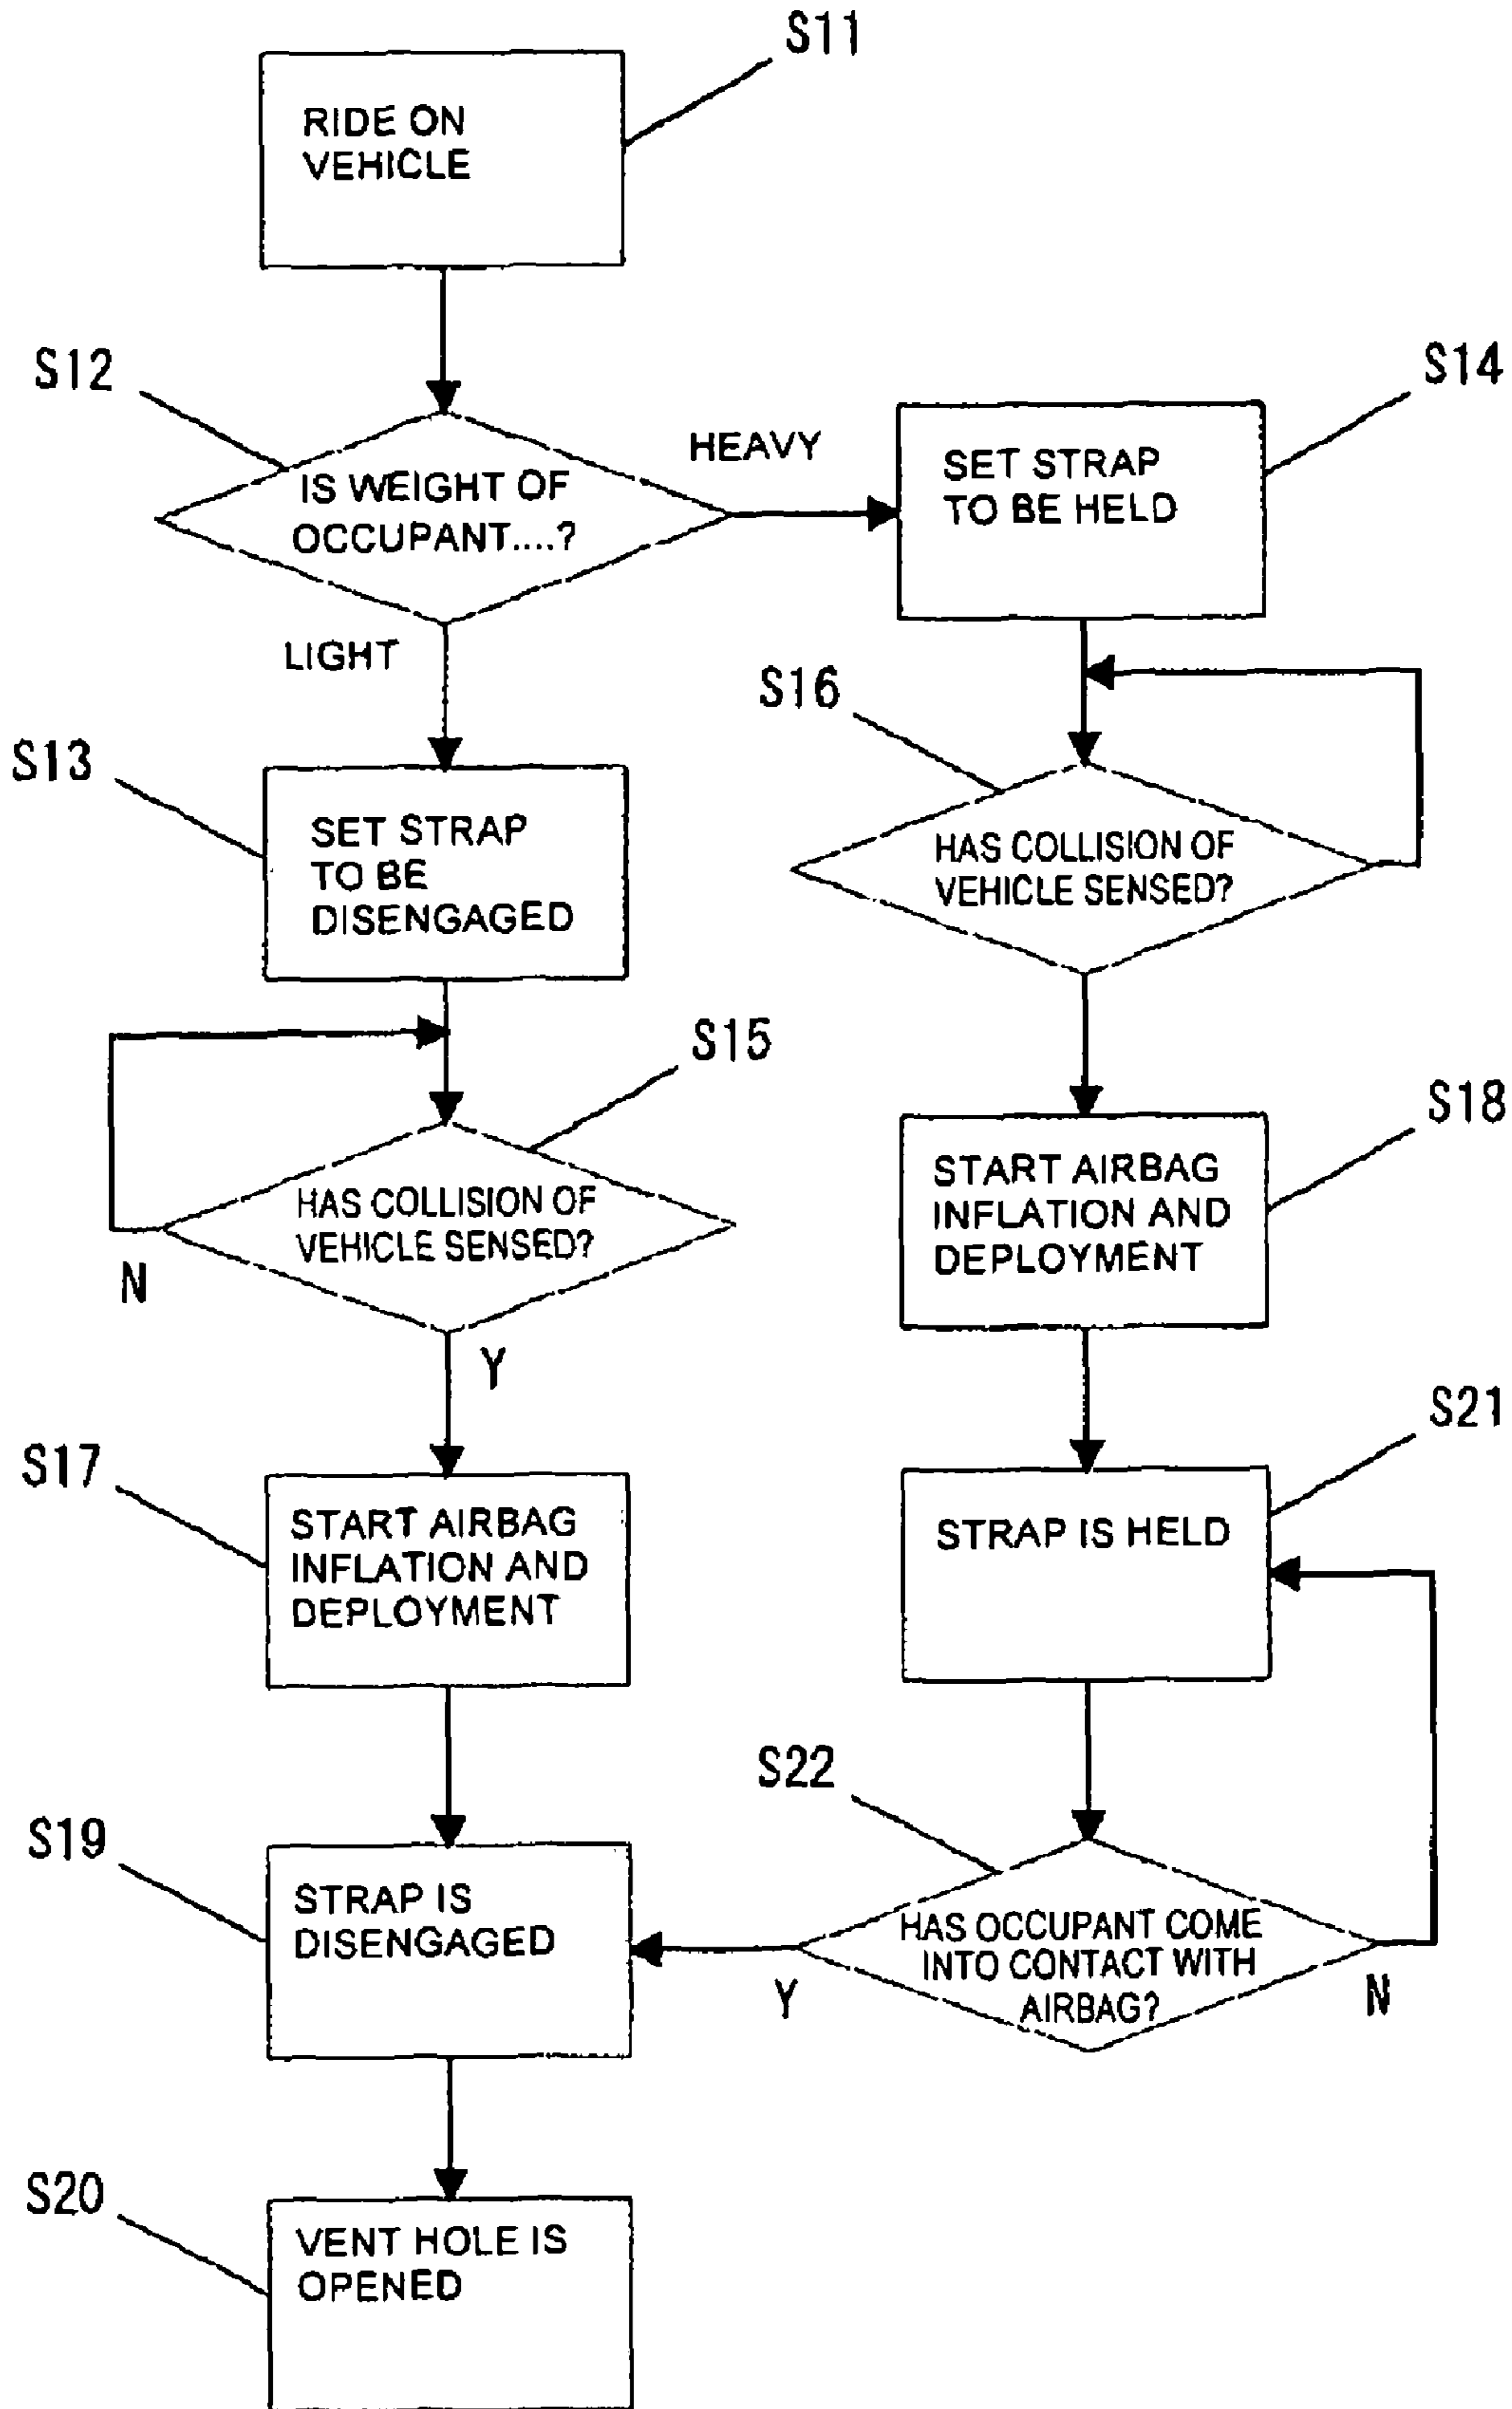 S11
RIDE ON
VEHICLE
S12
IS WEIGHT OF
OCCUPANT....?
HEAVY
LIGHT
S14
SET STRAP
TO BE HELD
S13
SET STRAP
TO BE
DISENGAGED
S16
HAS COLLISION OF
VEHICLE SENSED?
S15
HAS COLLISION OF
VEHICLE SENSED?
N
Y
S18
START AIRBAG
INFLATION AND
DEPLOYMENT
S17
START AIRBAG
INFLATION AND
DEPLOYMENT
S21
STRAP IS HELD
S22
HAS OCCUPANT COME
INTO CONTACT WITH
AIRBAG?
Y
N
S19
STRAP IS
DISENGAGED
S20
VENT HOLE IS
OPENED